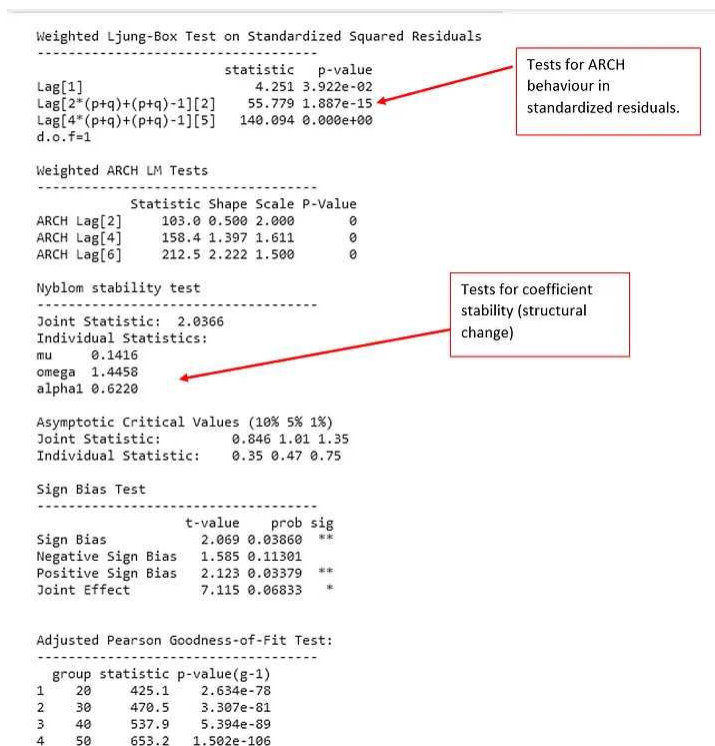 Weighted Ljung-Box Test on Standardized Squared Residuals
------------------------------------
statistic p-value
Lag[1] 4.251 3.922e-02
Lag[2*(p+q)+(p+q)-1][2] 55.779 1.887e-15
Lag[4*(p+q)+(p+q)-1][5] 140.094 0.000e+00
d.o.f=1
Tests for ARCH
behaviour in
standardized residuals.
Weighted ARCH LM Tests
------------------------------------
Statistic Shape Scale P-Value
ARCH Lag[2] 103.0 0.500 2.000 0
ARCH Lag[4] 158.4 1.397 1.611 0
ARCH Lag[6] 212.5 2.222 1.500 0
Nyblom stability test
------------------------------------
Joint Statistic: 2.0366
Individual Statistics:
mu 0.1416
omega 1.4458
alpha1 0.6220
Tests for coefficient
stability (structural
change)
Asymptotic Critical Values (10% 5% 1%)
Joint Statistic: 0.846 1.01 1.35
Individual Statistic: 0.35 0.47 0.75
Sign Bias Test
------------------------------------
t-value prob sig
Sign Bias 2.069 0.03860 **
Negative Sign Bias 1.585 0.11301
Positive Sign Bias 2.123 0.03379 **
Joint Effect 7.115 0.06833 *
Adjusted Pearson Goodness-of-Fit Test:
------------------------------------
group statistic p-value(g-1)
1 20 425.1 2.634e-78
2 30 470.5 3.307e-81
3 40 537.9 5.394e-89
4 50 653.2 1.502e-106